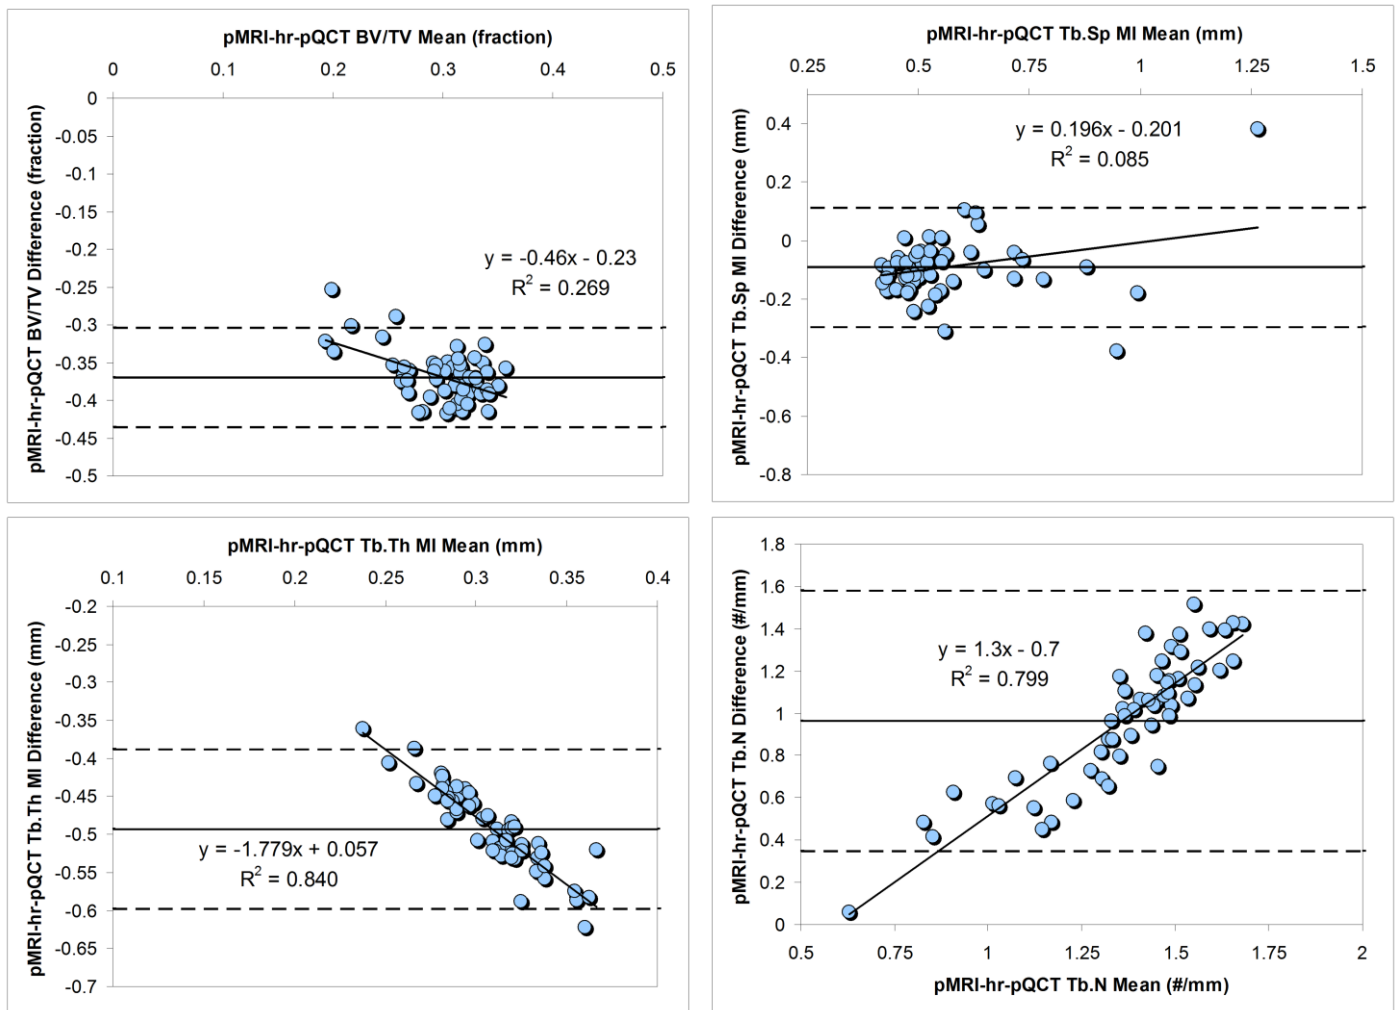 pMRI-hr-pQCT BV/TV Mean (fraction)
0 0.1 0.2 0.3 0.4 0.5
pMRI-hr-pQCT BV/TV Difference (fraction)
0
-0.05
-0.1
-0.15
-0.2
-0.25
-0.3
-0.35
-0.4
-0.45
-0.5
y = -0.46x - 0.23
R² = 0.269
pMRI-hr-pQCT Tb.Sp MI Mean (mm)
0.25 0.5 0.75 1 1.25 1.5
pMRI-hr-pQCT Tb.Sp MI Difference (mm)
0.4
0.2
0
-0.2
-0.4
-0.6
-0.8
y = 0.196x - 0.201
R² = 0.085
pMRI-hr-pQCT Tb.Th MI Mean (mm)
0.1 0.15 0.2 0.25 0.3 0.35 0.4
pMRI-hr-pQCT Tb.Th MI Difference (mm)
-0.2
-0.25
-0.3
-0.35
-0.4
-0.45
-0.5
-0.55
-0.6
-0.65
-0.7
y = -1.779x + 0.057
R² = 0.840
pMRI-hr-pQCT Tb.N Difference (#/mm)
1.8
1.6
1.4
1.2
1
0.8
0.6
0.4
0.2
0
y = 1.3x - 0.7
R² = 0.799
0.5 0.75 1 1.25 1.5 1.75 2
pMRI-hr-pQCT Tb.N Mean (#/mm)